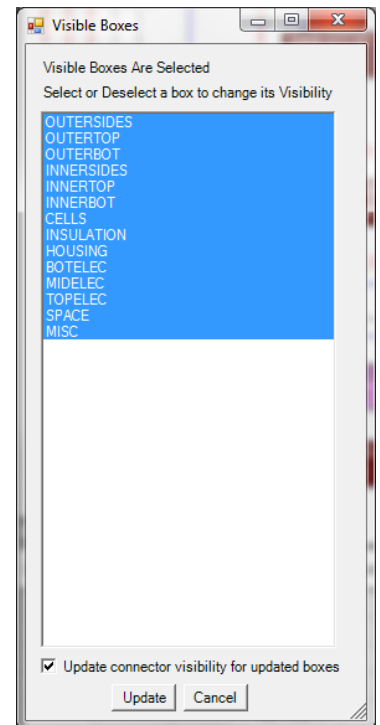 Visible Boxes
Visible Boxes Are Selected
Select or Deselect a box to change its Visibility
OUTERSIDES
OUTERTOP
OUTERBOT
INNERSIDES
INNERTOP
INNERBOT
CELLS
INSULATION
HOUSING
BOTELEC
MIDELEC
TOPELEC
SPACE
MISC
Update connector visibility for updated boxes
Update Cancel